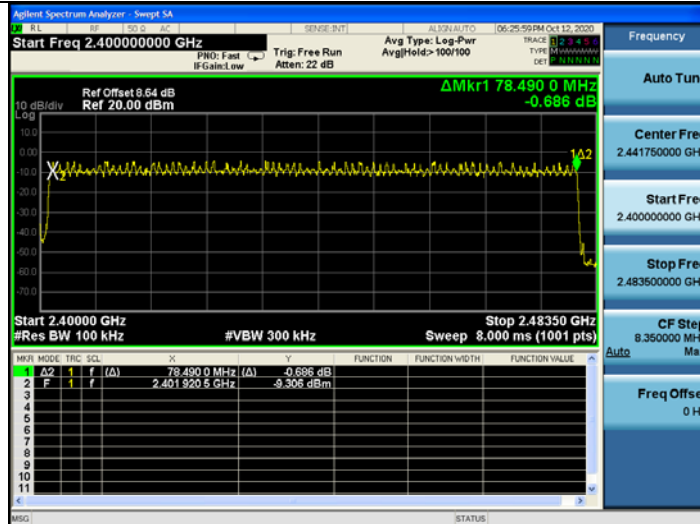 Agilent Spectrum Analyzer - Swept SA
RL RF 50 Ω AC SENSE:INT ALIGNAUTO 06:25:59 PM Oct 12, 2020
Start Freq 2.400000000 GHz
PNO: Fast
IFGain:Low
Trig: Free Run
Atten: 22 dB
Avg Type: Log-Pwr
Avg|Hold:>100/100
TRACE 1 2 3 4 5 6
TYPE M
DET P N N N N N
Frequency
Ref Offset 8.64 dB
Ref 20.00 dBm
ΔMkr1 78.490 0 MHz
-0.686 dB
10 dB/div
Log
10.0
0.00
-10.0
-20.0
-30.0
-40.0
-50.0
-60.0
-70.0
2
1Δ2
Start 2.40000 GHz
Stop 2.48350 GHz
#Res BW 100 kHz
#VBW 300 kHz
Sweep 8.000 ms (1001 pts)
MKR MODE TRC SCL X Y FUNCTION FUNCTION WIDTH FUNCTION VALUE
1 Δ2 1 f (Δ) 78.490 0 MHz (Δ) -0.686 dB
2 F 1 f 2.401 920 5 GHz -9.306 dBm
3
4
5
6
7
8
9
10
11
Auto Tun
Center Fre
2.441750000 GH
Start Fre
2.400000000 GH
Stop Fre
2.483500000 GH
CF Step
8.350000 MH
Auto Ma
Freq Offse
0 H
MSG
STATUS